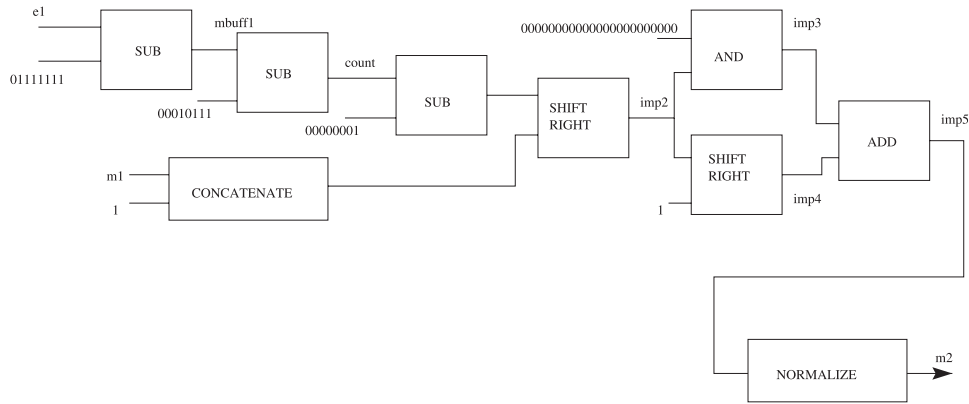 e1
01111111
SUB
mbuff1
00010111
SUB
count
00000001
SUB
m1
1
CONCATENATE
SHIFT
RIGHT
imp2
00000000000000000000000
AND
imp3
1
SHIFT
RIGHT
imp4
ADD
imp5
NORMALIZE
m2